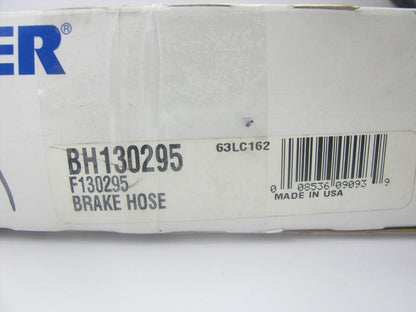 ER®
BH130295
63LC162
F130295
BRAKE HOSE
0 08536 09093 9
MADE IN USA